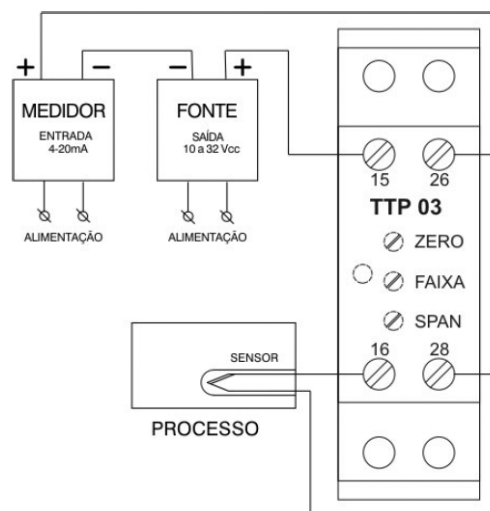 + − − +
MEDIDOR
ENTRADA
4-20mA
ALIMENTAÇÃO
FONTE
SAÍDA
10 a 32 Vcc
ALIMENTAÇÃO
15 26
TTP 03
ZERO
FAIXA
SPAN
16 28
SENSOR
PROCESSO